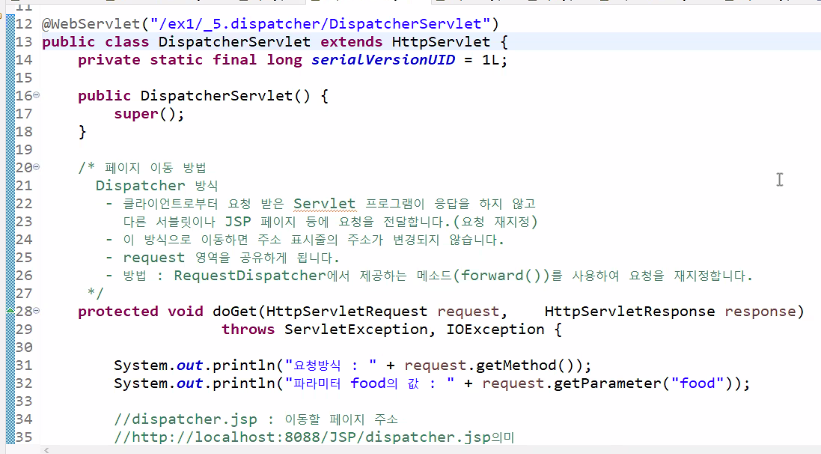 11
12 @WebServlet("/ex1/_5.dispatcher/DispatcherServlet")
13 public class DispatcherServlet extends HttpServlet {
14     private static final long serialVersionUID = 1L;
15
16     public DispatcherServlet() {
17         super();
18     }
19
20     /* 페이지 이동 방법
21       Dispatcher 방식
22        - 클라이언트로부터 요청 받은 Servlet 프로그램이 응답을 하지 않고
23          다른 서블릿이나 JSP 페이지 등에 요청을 전달합니다.(요청 재지정)
24        - 이 방식으로 이동하면 주소 표시줄의 주소가 변경되지 않습니다.
25        - request 영역을 공유하게 됩니다.
26        - 방법 : RequestDispatcher에서 제공하는 메소드(forward())를 사용하여 요청을 재지정합니다.
27      */
28     protected void doGet(HttpServletRequest request,    HttpServletResponse response)
29                     throws ServletException, IOException {
30
31         System.out.println("요청방식 : " + request.getMethod());
32         System.out.println("파라미터 food의 값 : " + request.getParameter("food"));
33
34         //dispatcher.jsp : 이동할 페이지 주소
35         //http://localhost:8088/JSP/dispatcher.jsp의미